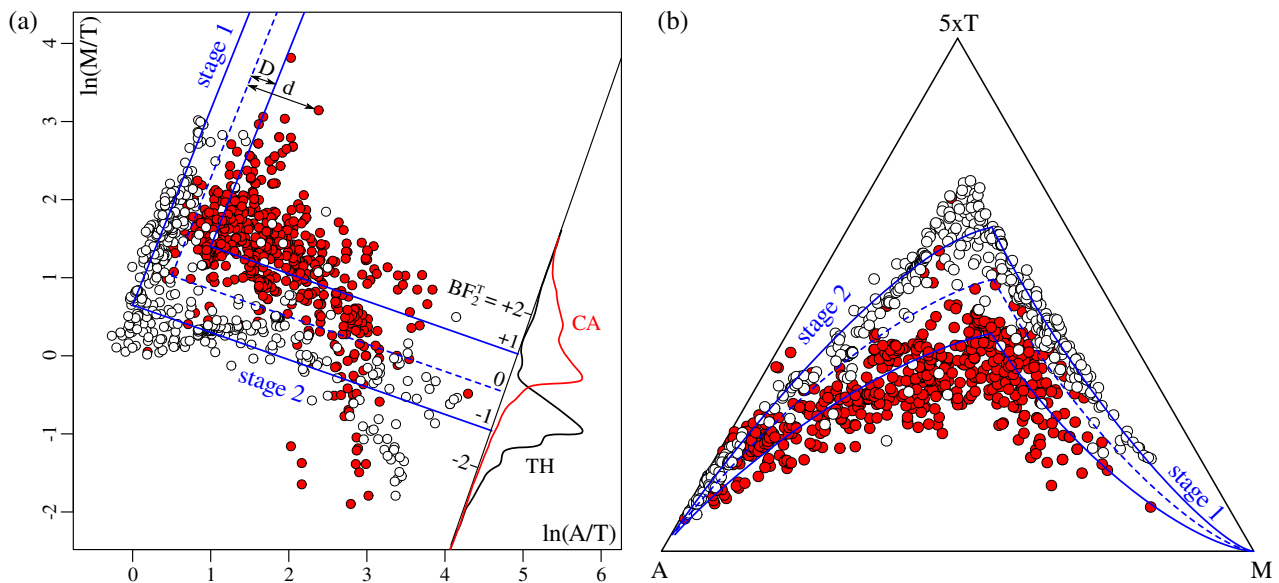 (a)
ln(M/T)
4
3
2
1
0
-1
-2
stage 1
D
d
BF₂ᵀ = +2
+1
0
-1
-2
CA
TH
stage 2
ln(A/T)
0 1 2 3 4 5 6
(b)
5xT
stage 2
stage 1
A M